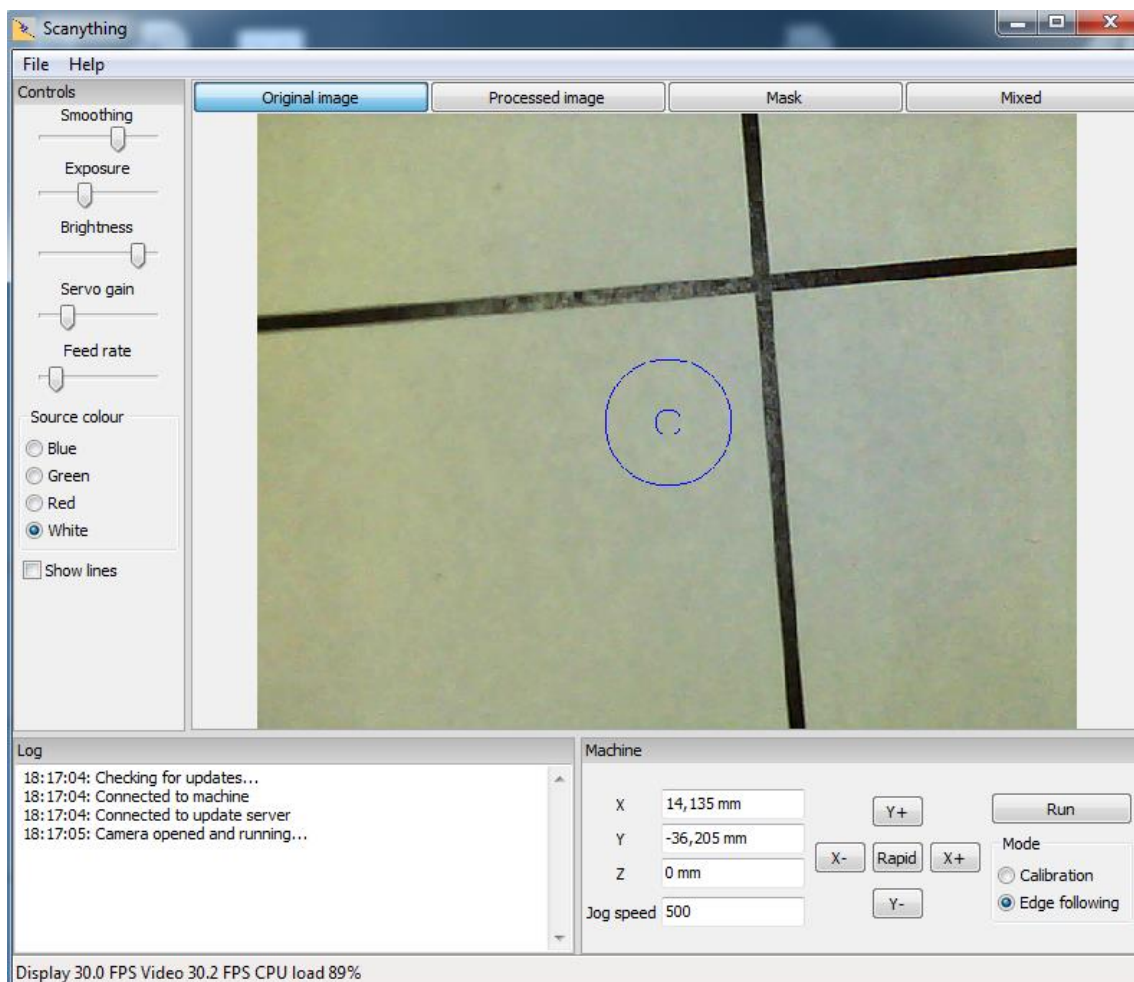 Scanything
File Help
Controls
Original image Processed image Mask Mixed
Smoothing
Exposure
Brightness
Servo gain
Feed rate
Source colour
Blue
Green
Red
White
Show lines
Log
18:17:04: Checking for updates...
18:17:04: Connected to machine
18:17:04: Connected to update server
18:17:05: Camera opened and running...
Machine
X 14,135 mm
Y -36,205 mm
Z 0 mm
Jog speed 500
Y+
X- Rapid X+
Y-
Run
Mode
Calibration
Edge following
Display 30.0 FPS Video 30.2 FPS CPU load 89%